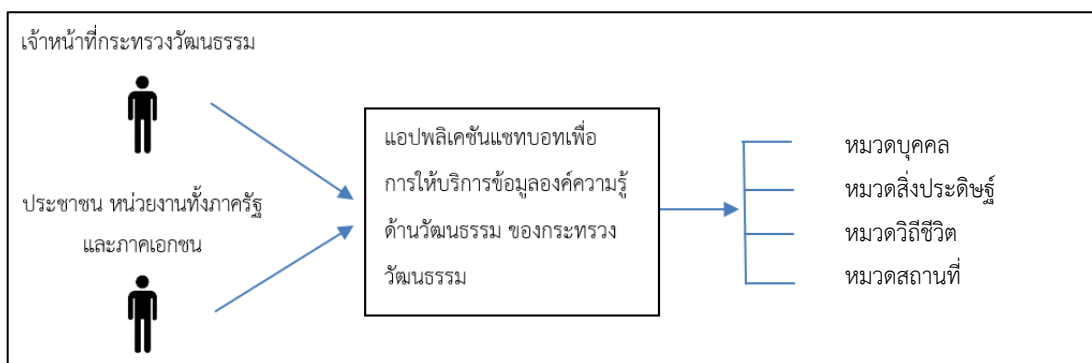 เจ้าหน้าที่กระทรวงวัฒนธรรม
ประชาชน หน่วยงานทั้งภาครัฐ
และภาคเอกชน
แอปพลิเคชันแชทบอทเพื่อ
การให้บริการข้อมูลองค์ความรู้
ด้านวัฒนธรรม ของกระทรวง
วัฒนธรรม
หมวดบุคคล
หมวดสิ่งประดิษฐ์
หมวดวิถีชีวิต
หมวดสถานที่